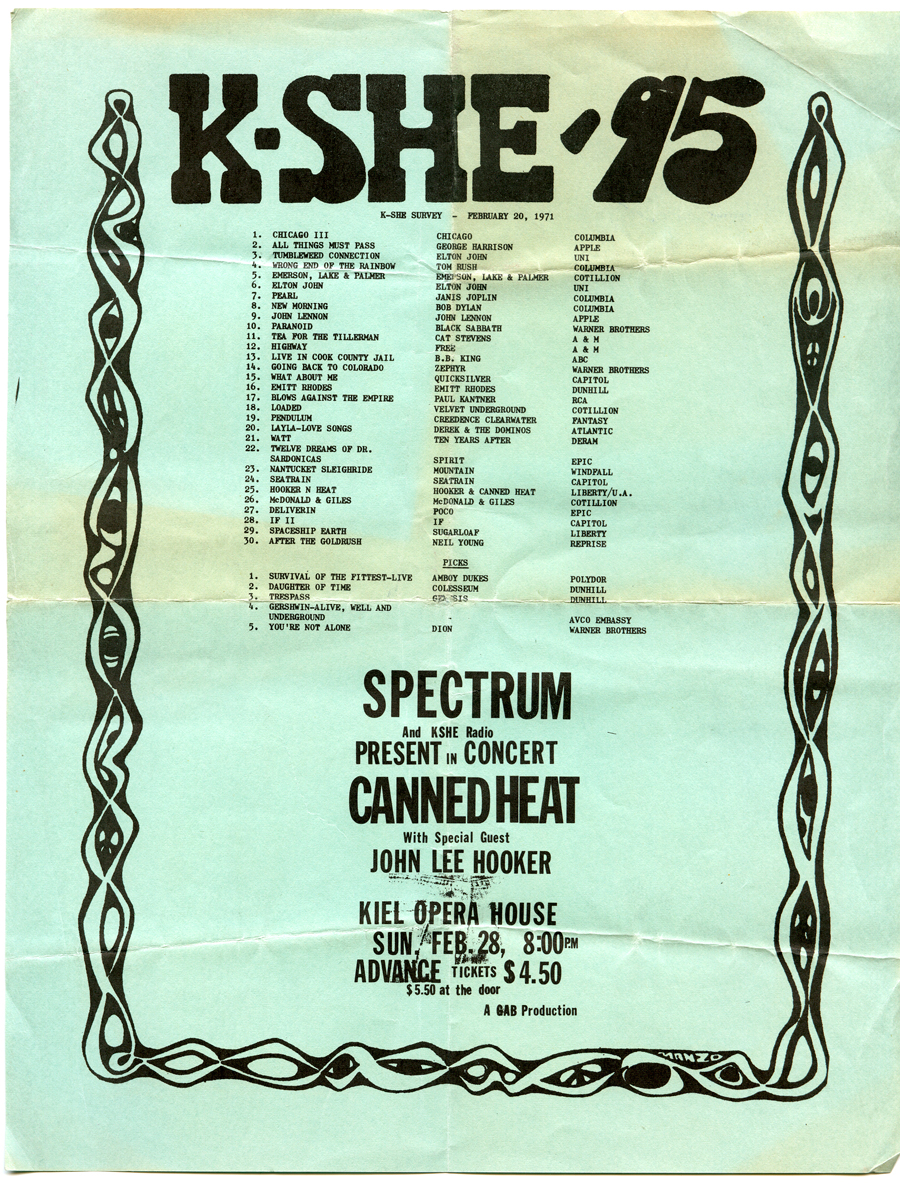 K-SHE '95
K-SHE SURVEY - FEBRUARY 20, 1971
1. CHICAGO III CHICAGO COLUMBIA
2. ALL THINGS MUST PASS GEORGE HARRISON APPLE
3. TUMBLEWEED CONNECTION ELTON JOHN UNI
4. WRONG END OF THE RAINBOW TOM RUSH COLUMBIA
5. EMERSON, LAKE & PALMER EMERSON, LAKE & PALMER COTILLION
6. ELTON JOHN ELTON JOHN UNI
7. PEARL JANIS JOPLIN COLUMBIA
8. NEW MORNING BOB DYLAN COLUMBIA
9. JOHN LENNON JOHN LENNON APPLE
10. PARANOID BLACK SABBATH WARNER BROTHERS
11. TEA FOR THE TILLERMAN CAT STEVENS A & M
12. HIGHWAY FREE A & M
13. LIVE IN COOK COUNTY JAIL B.B. KING ABC
14. GOING BACK TO COLORADO ZEPHYR WARNER BROTHERS
15. WHAT ABOUT ME QUICKSILVER CAPITOL
16. EMITT RHODES EMITT RHODES DUNHILL
17. BLOWS AGAINST THE EMPIRE PAUL KANTNER RCA
18. LOADED VELVET UNDERGROUND COTILLION
19. PENDULUM CREEDENCE CLEARWATER FANTASY
20. LAYLA-LOVE SONGS DEREK & THE DOMINOS ATLANTIC
21. WATT TEN YEARS AFTER DERAM
22. TWELVE DREAMS OF DR.
SARDONICAS SPIRIT EPIC
23. NANTUCKET SLEIGHRIDE MOUNTAIN WINDFALL
24. SEATRAIN SEATRAIN CAPITOL
25. HOOKER N HEAT HOOKER & CANNED HEAT LIBERTY/U.A.
26. McDONALD & GILES McDONALD & GILES COTILLION
27. DELIVERIN POCO EPIC
28. IF II IF CAPITOL
29. SPACESHIP EARTH SUGARLOAF LIBERTY
30. AFTER THE GOLDRUSH NEIL YOUNG REPRISE
PICKS
1. SURVIVAL OF THE FITTEST-LIVE AMBOY DUKES POLYDOR
2. DAUGHTER OF TIME COLESSEUM DUNHILL
3. TRESPASS GENESIS DUNHILL
4. GERSHWIN-ALIVE, WELL AND
UNDERGROUND - AVCO EMBASSY
5. YOU'RE NOT ALONE DION WARNER BROTHERS
SPECTRUM
And KSHE Radio
PRESENT IN CONCERT
CANNED HEAT
With Special Guest
JOHN LEE HOOKER
KIEL OPERA HOUSE
SUN. FEB. 28, 8:00 PM
ADVANCE TICKETS $4.50
$5.50 at the door
A GAB Production
MANZO